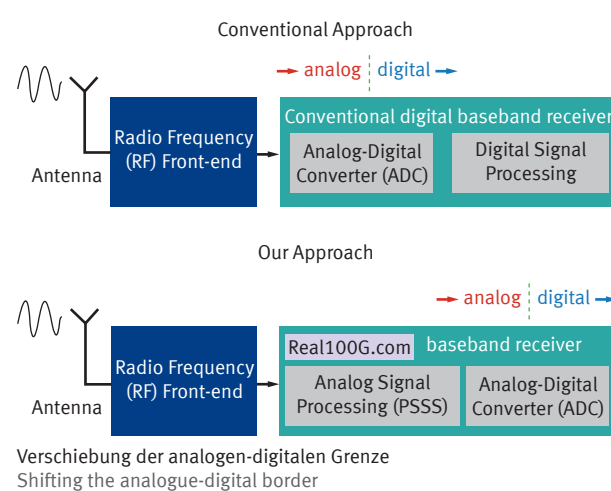 Conventional Approach
analog digital
Conventional digital baseband receiver
Radio Frequency
(RF) Front-end
Analog-Digital
Converter (ADC)
Digital Signal
Processing
Antenna
Our Approach
analog digital
Real100G.com baseband receiver
Radio Frequency
(RF) Front-end
Analog Signal
Processing (PSSS)
Analog-Digital
Converter (ADC)
Antenna
Verschiebung der analogen-digitalen Grenze
Shifting the analogue-digital border